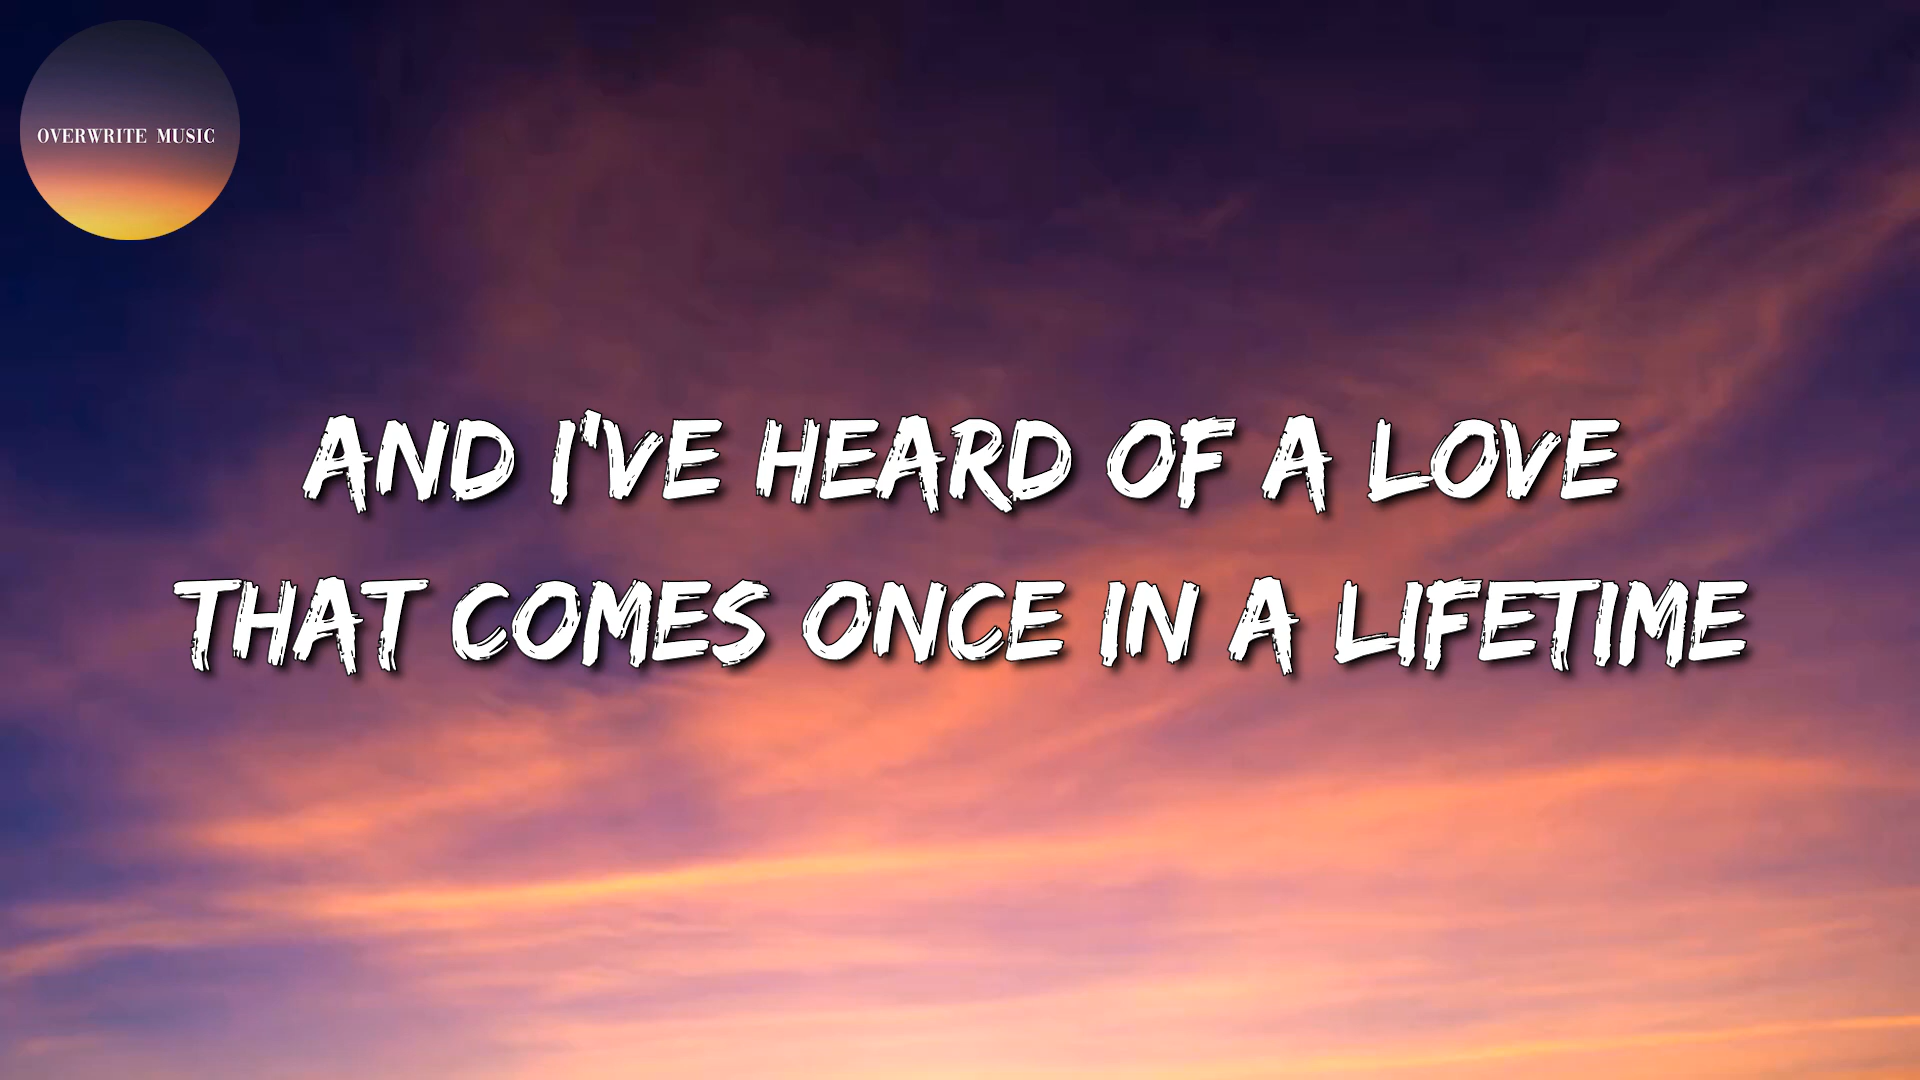 OVERWRITE MUSIC
AND I'VE HEARD OF A LOVE
THAT COMES ONCE IN A LIFETIME